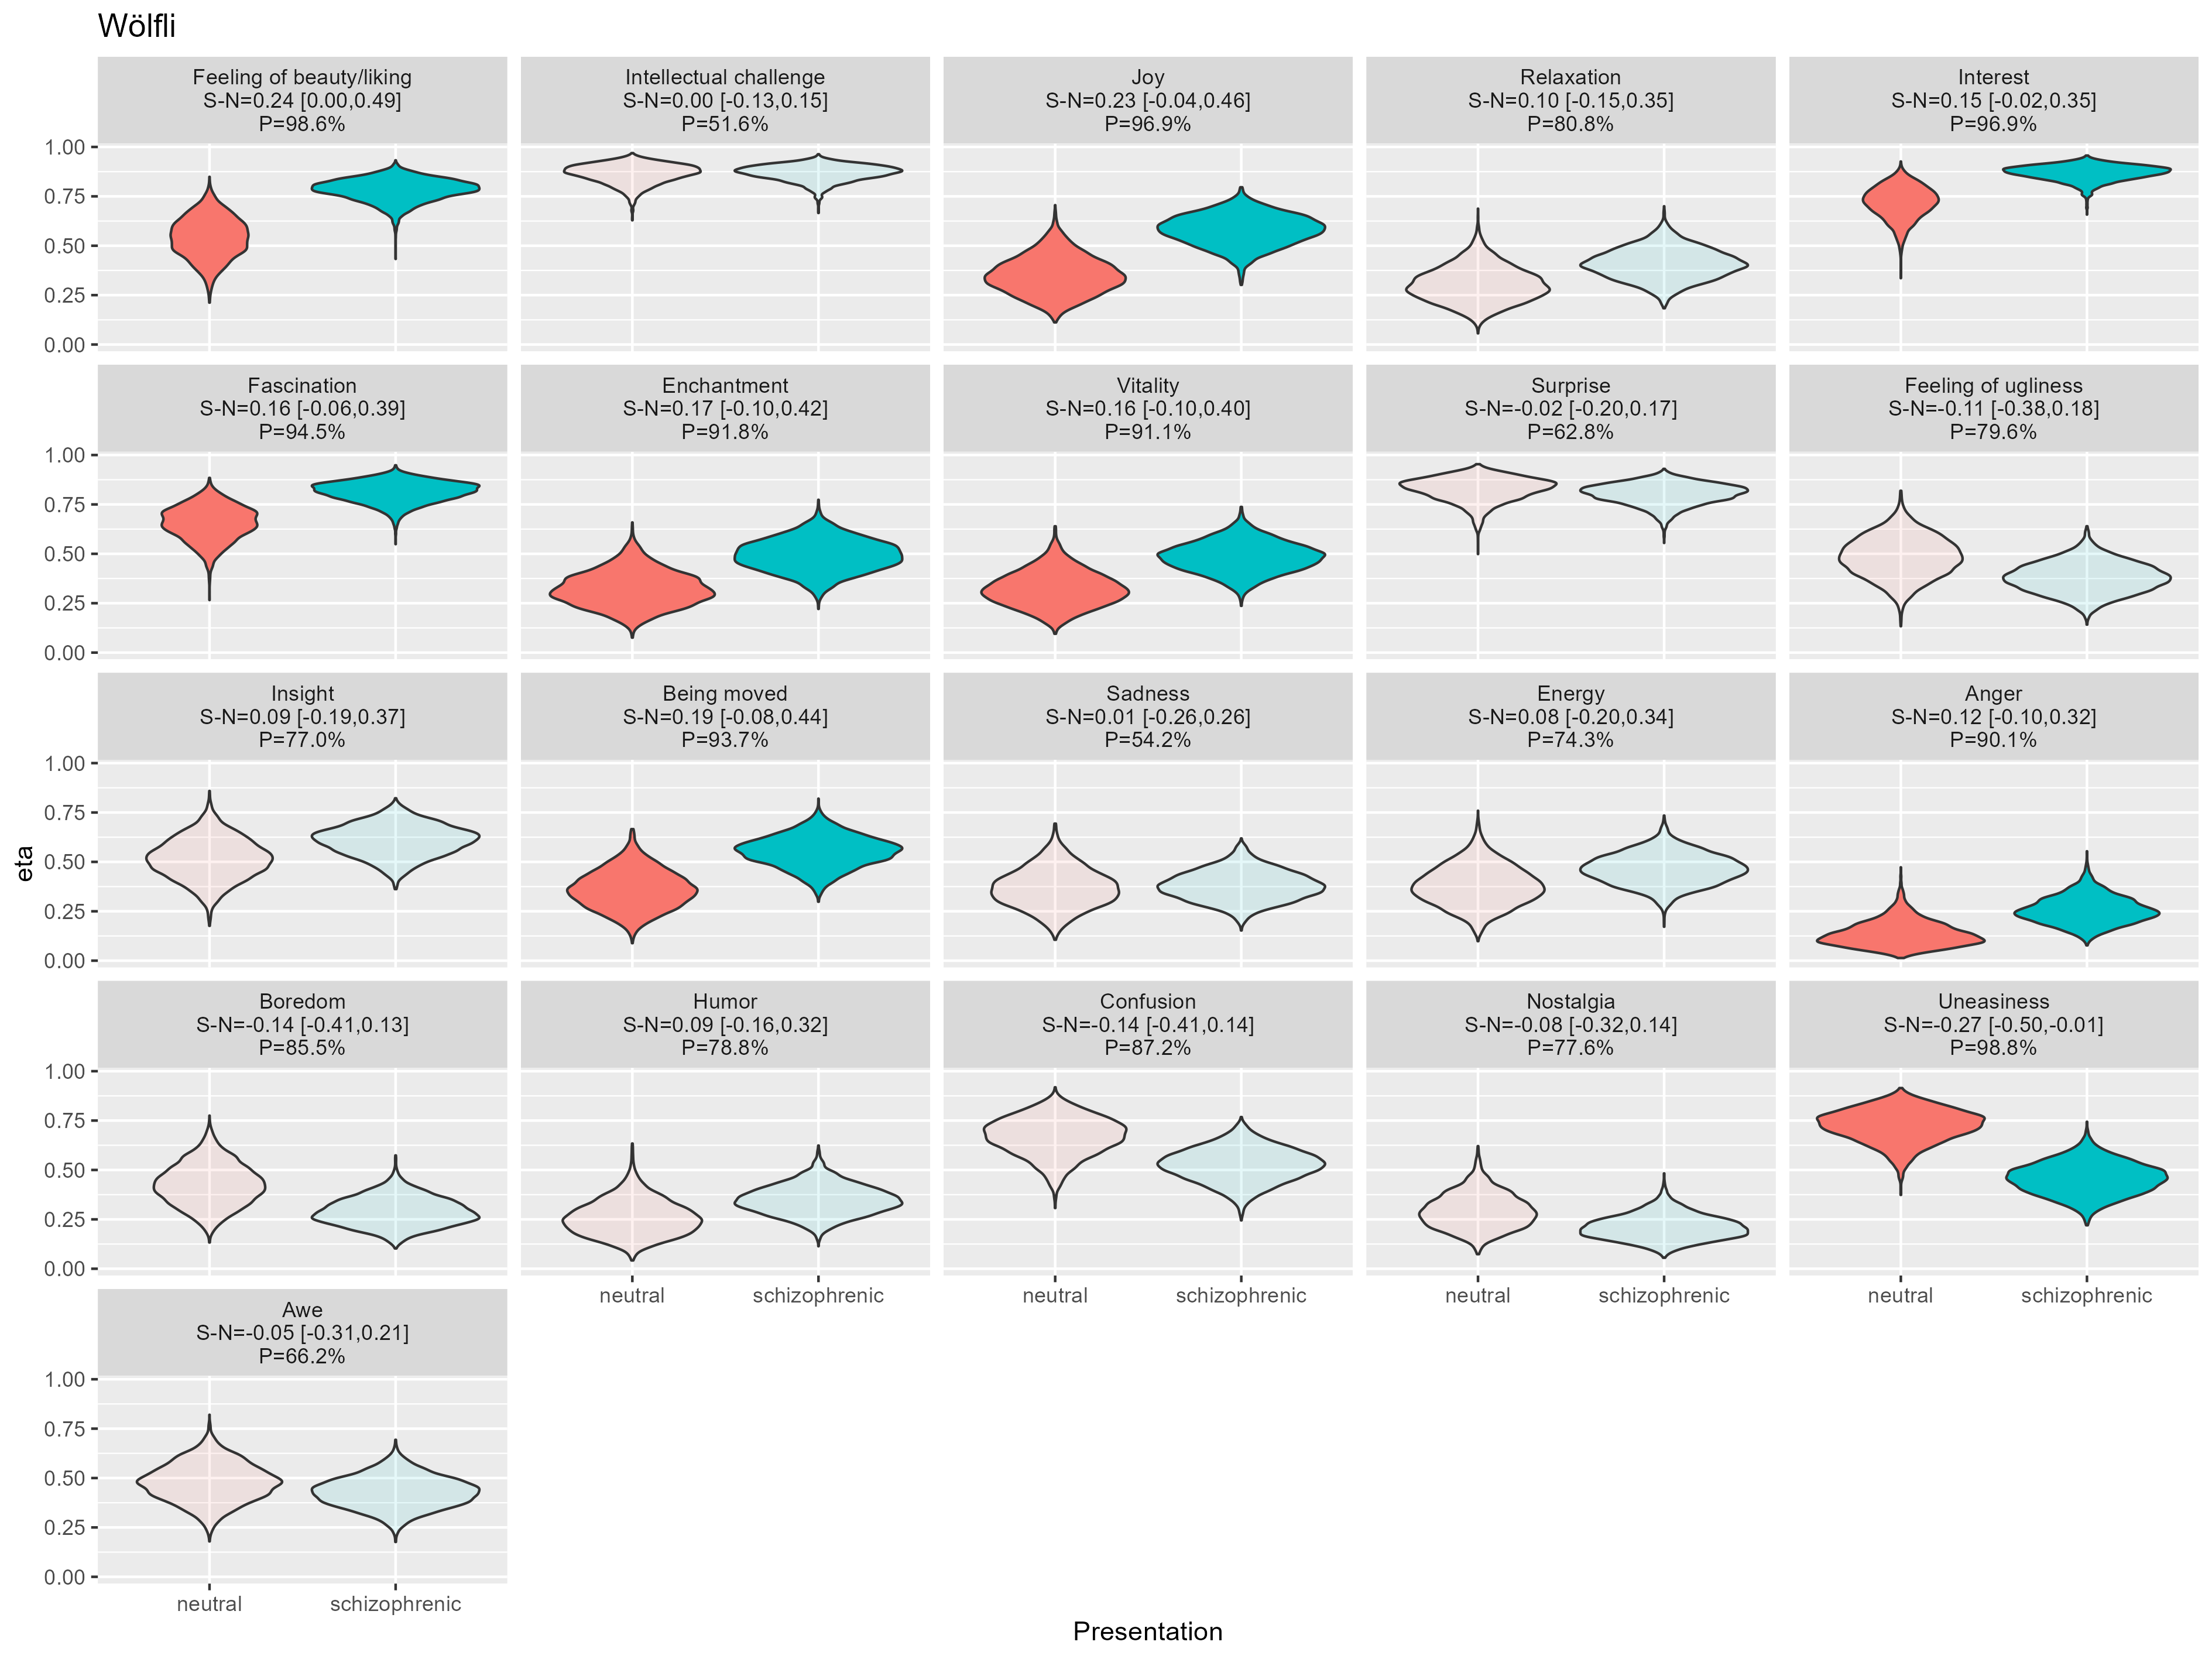 Wölfli
Feeling of beauty/liking
S-N=0.24 [0.00,0.49]
P=98.6%
Intellectual challenge
S-N=0.00 [-0.13,0.15]
P=51.6%
Joy
S-N=0.23 [-0.04,0.46]
P=96.9%
Relaxation
S-N=0.10 [-0.15,0.35]
P=80.8%
Interest
S-N=0.15 [-0.02,0.35]
P=96.9%
1.00
0.75
0.50
0.25
0.00
Fascination
S-N=0.16 [-0.06,0.39]
P=94.5%
Enchantment
S-N=0.17 [-0.10,0.42]
P=91.8%
Vitality
S-N=0.16 [-0.10,0.40]
P=91.1%
Surprise
S-N=-0.02 [-0.20,0.17]
P=62.8%
Feeling of ugliness
S-N=-0.11 [-0.38,0.18]
P=79.6%
1.00
0.75
0.50
0.25
0.00
Insight
S-N=0.09 [-0.19,0.37]
P=77.0%
Being moved
S-N=0.19 [-0.08,0.44]
P=93.7%
Sadness
S-N=0.01 [-0.26,0.26]
P=54.2%
Energy
S-N=0.08 [-0.20,0.34]
P=74.3%
Anger
S-N=0.12 [-0.10,0.32]
P=90.1%
1.00
0.75
0.50
0.25
0.00
eta
Boredom
S-N=-0.14 [-0.41,0.13]
P=85.5%
Humor
S-N=0.09 [-0.16,0.32]
P=78.8%
Confusion
S-N=-0.14 [-0.41,0.14]
P=87.2%
Nostalgia
S-N=-0.08 [-0.32,0.14]
P=77.6%
Uneasiness
S-N=-0.27 [-0.50,-0.01]
P=98.8%
1.00
0.75
0.50
0.25
0.00
neutral schizophrenic
neutral schizophrenic
neutral schizophrenic
neutral schizophrenic
Awe
S-N=-0.05 [-0.31,0.21]
P=66.2%
1.00
0.75
0.50
0.25
0.00
neutral schizophrenic
Presentation